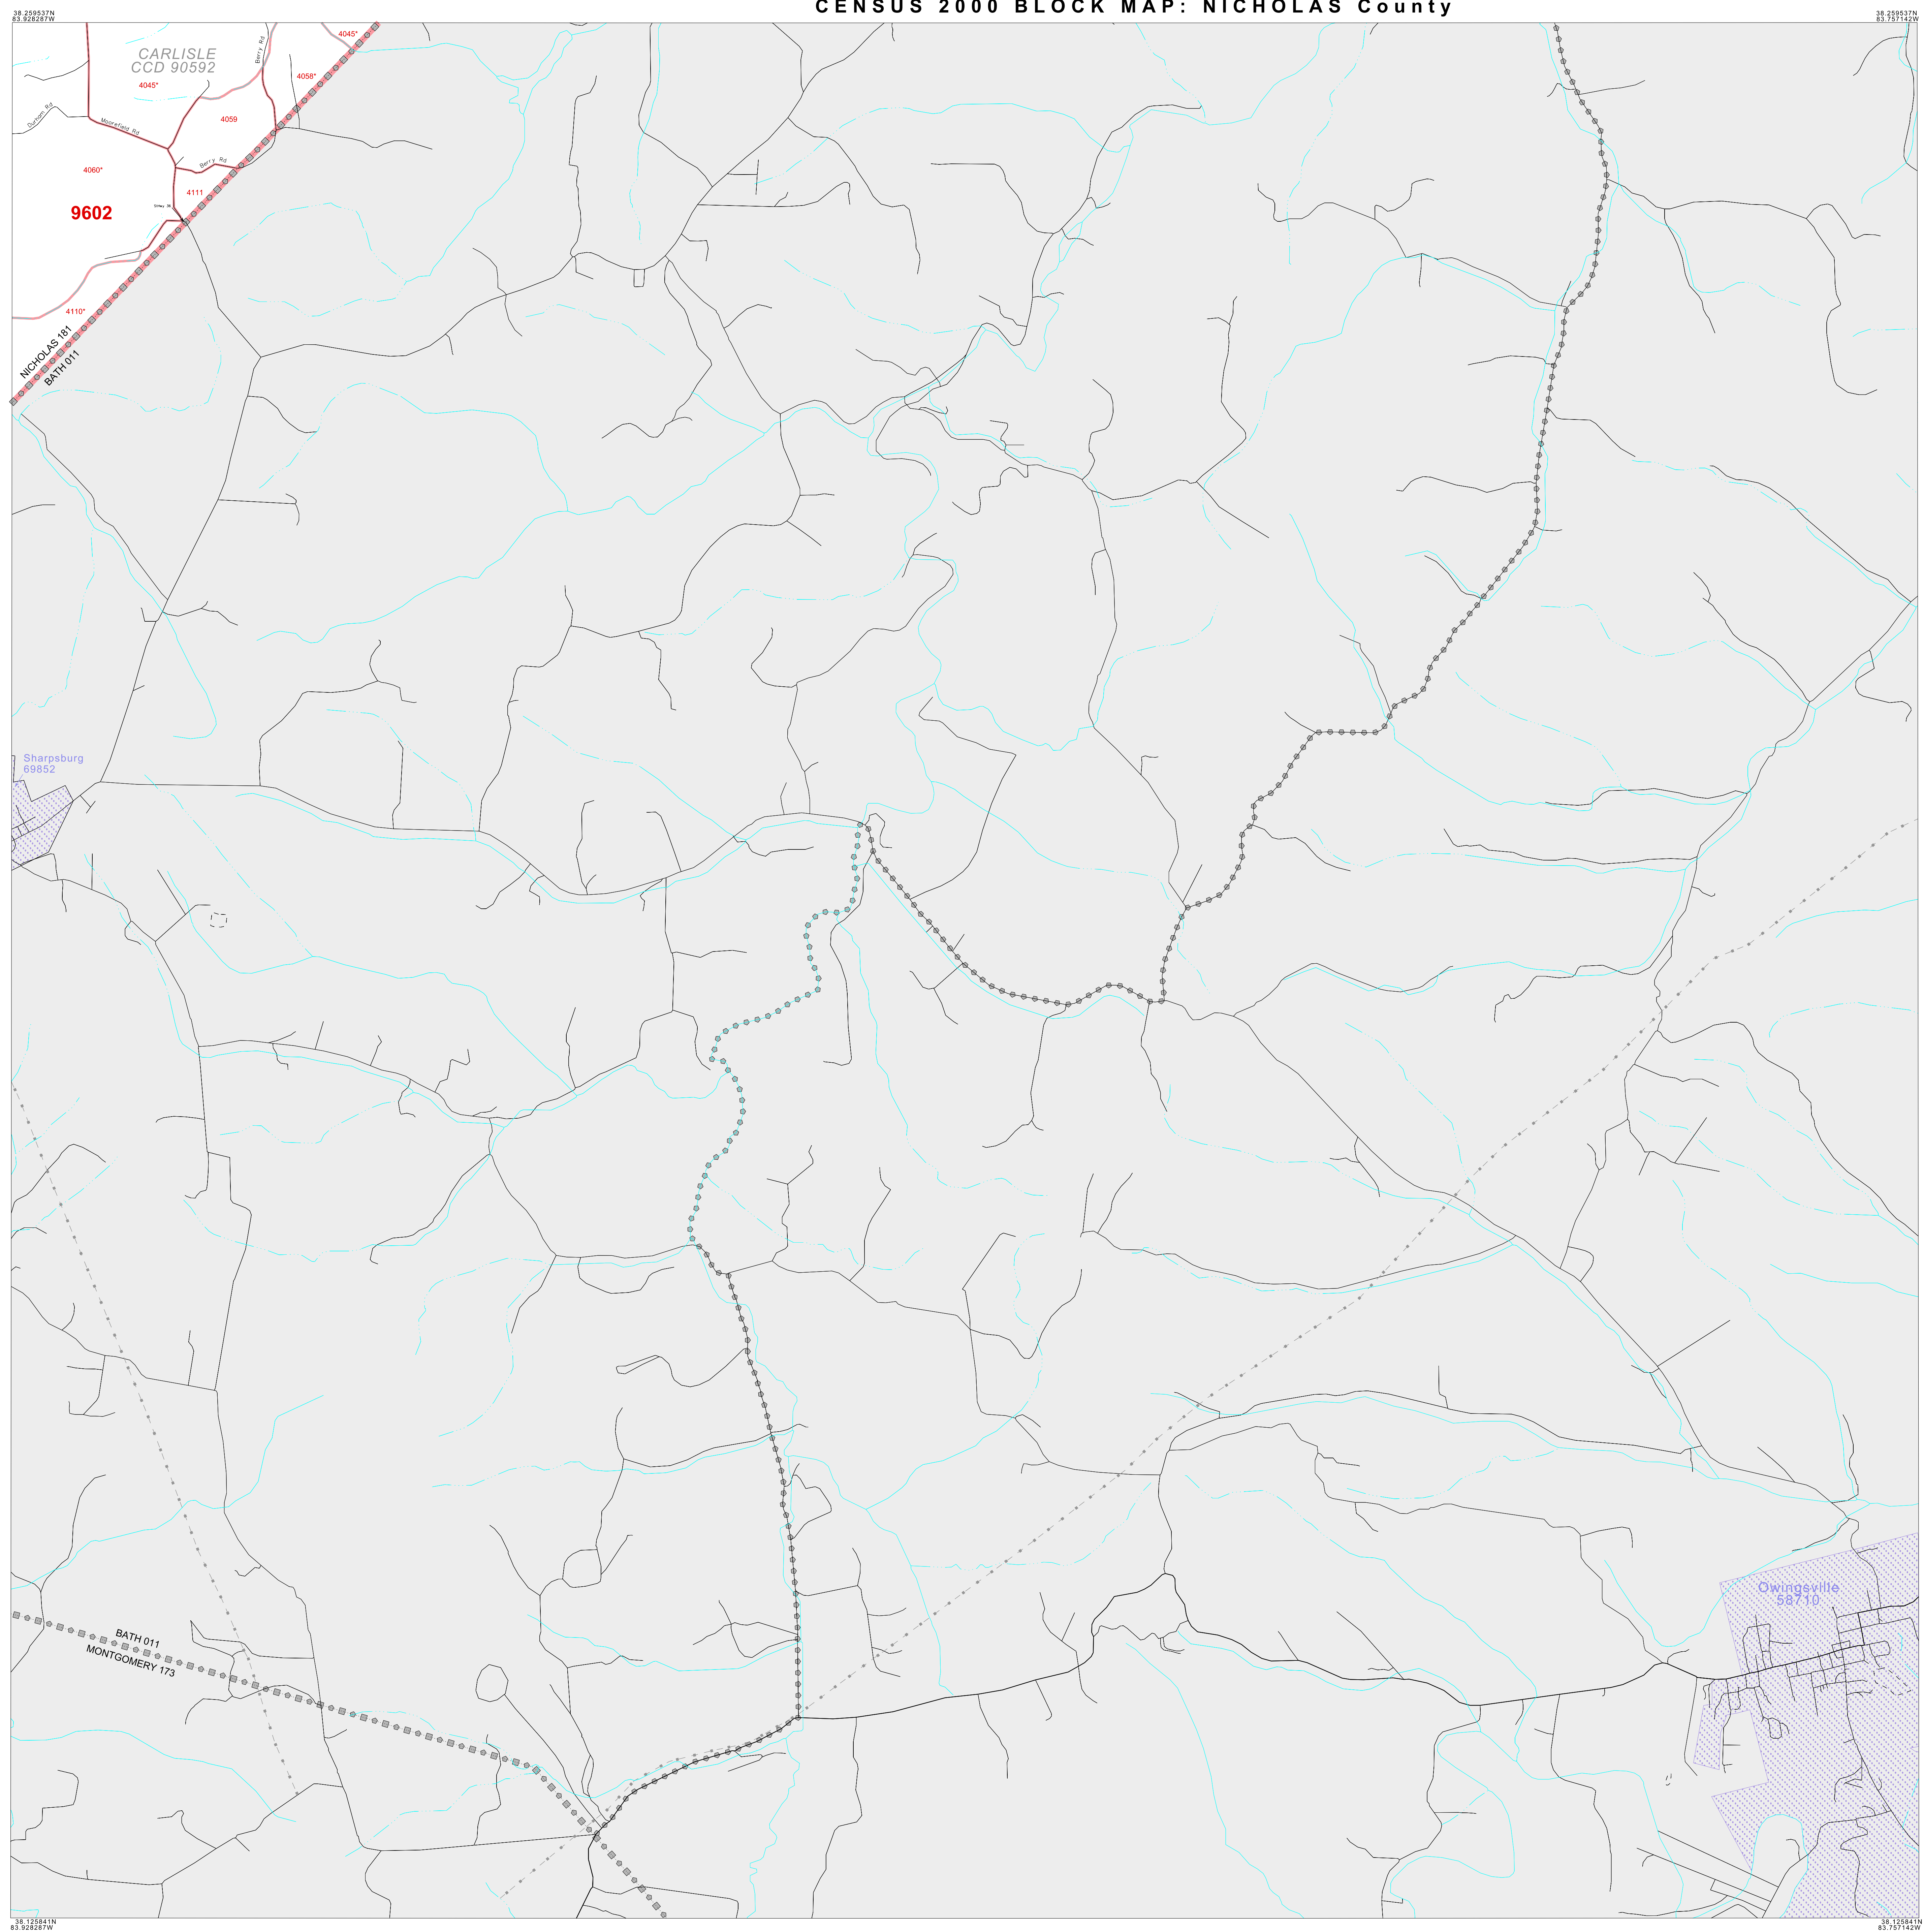 CENSUS 2000 BLOCK MAP: NICHOLAS County
38.259537N
83.928287W
38.259537N
83.757142W
CARLISLE
CCD 90592
4045*
4045*
4058*
4059
4060*
4111
4110*
9602
Berry Rd
Durham Rd
Moorefield Rd
Berry Rd
NICHOLAS 181
BATH 011
Sharpsburg
69852
Owingsville
58710
BATH 011
MONTGOMERY 173
38.125841N
83.928287W
38.125841N
83.757142W